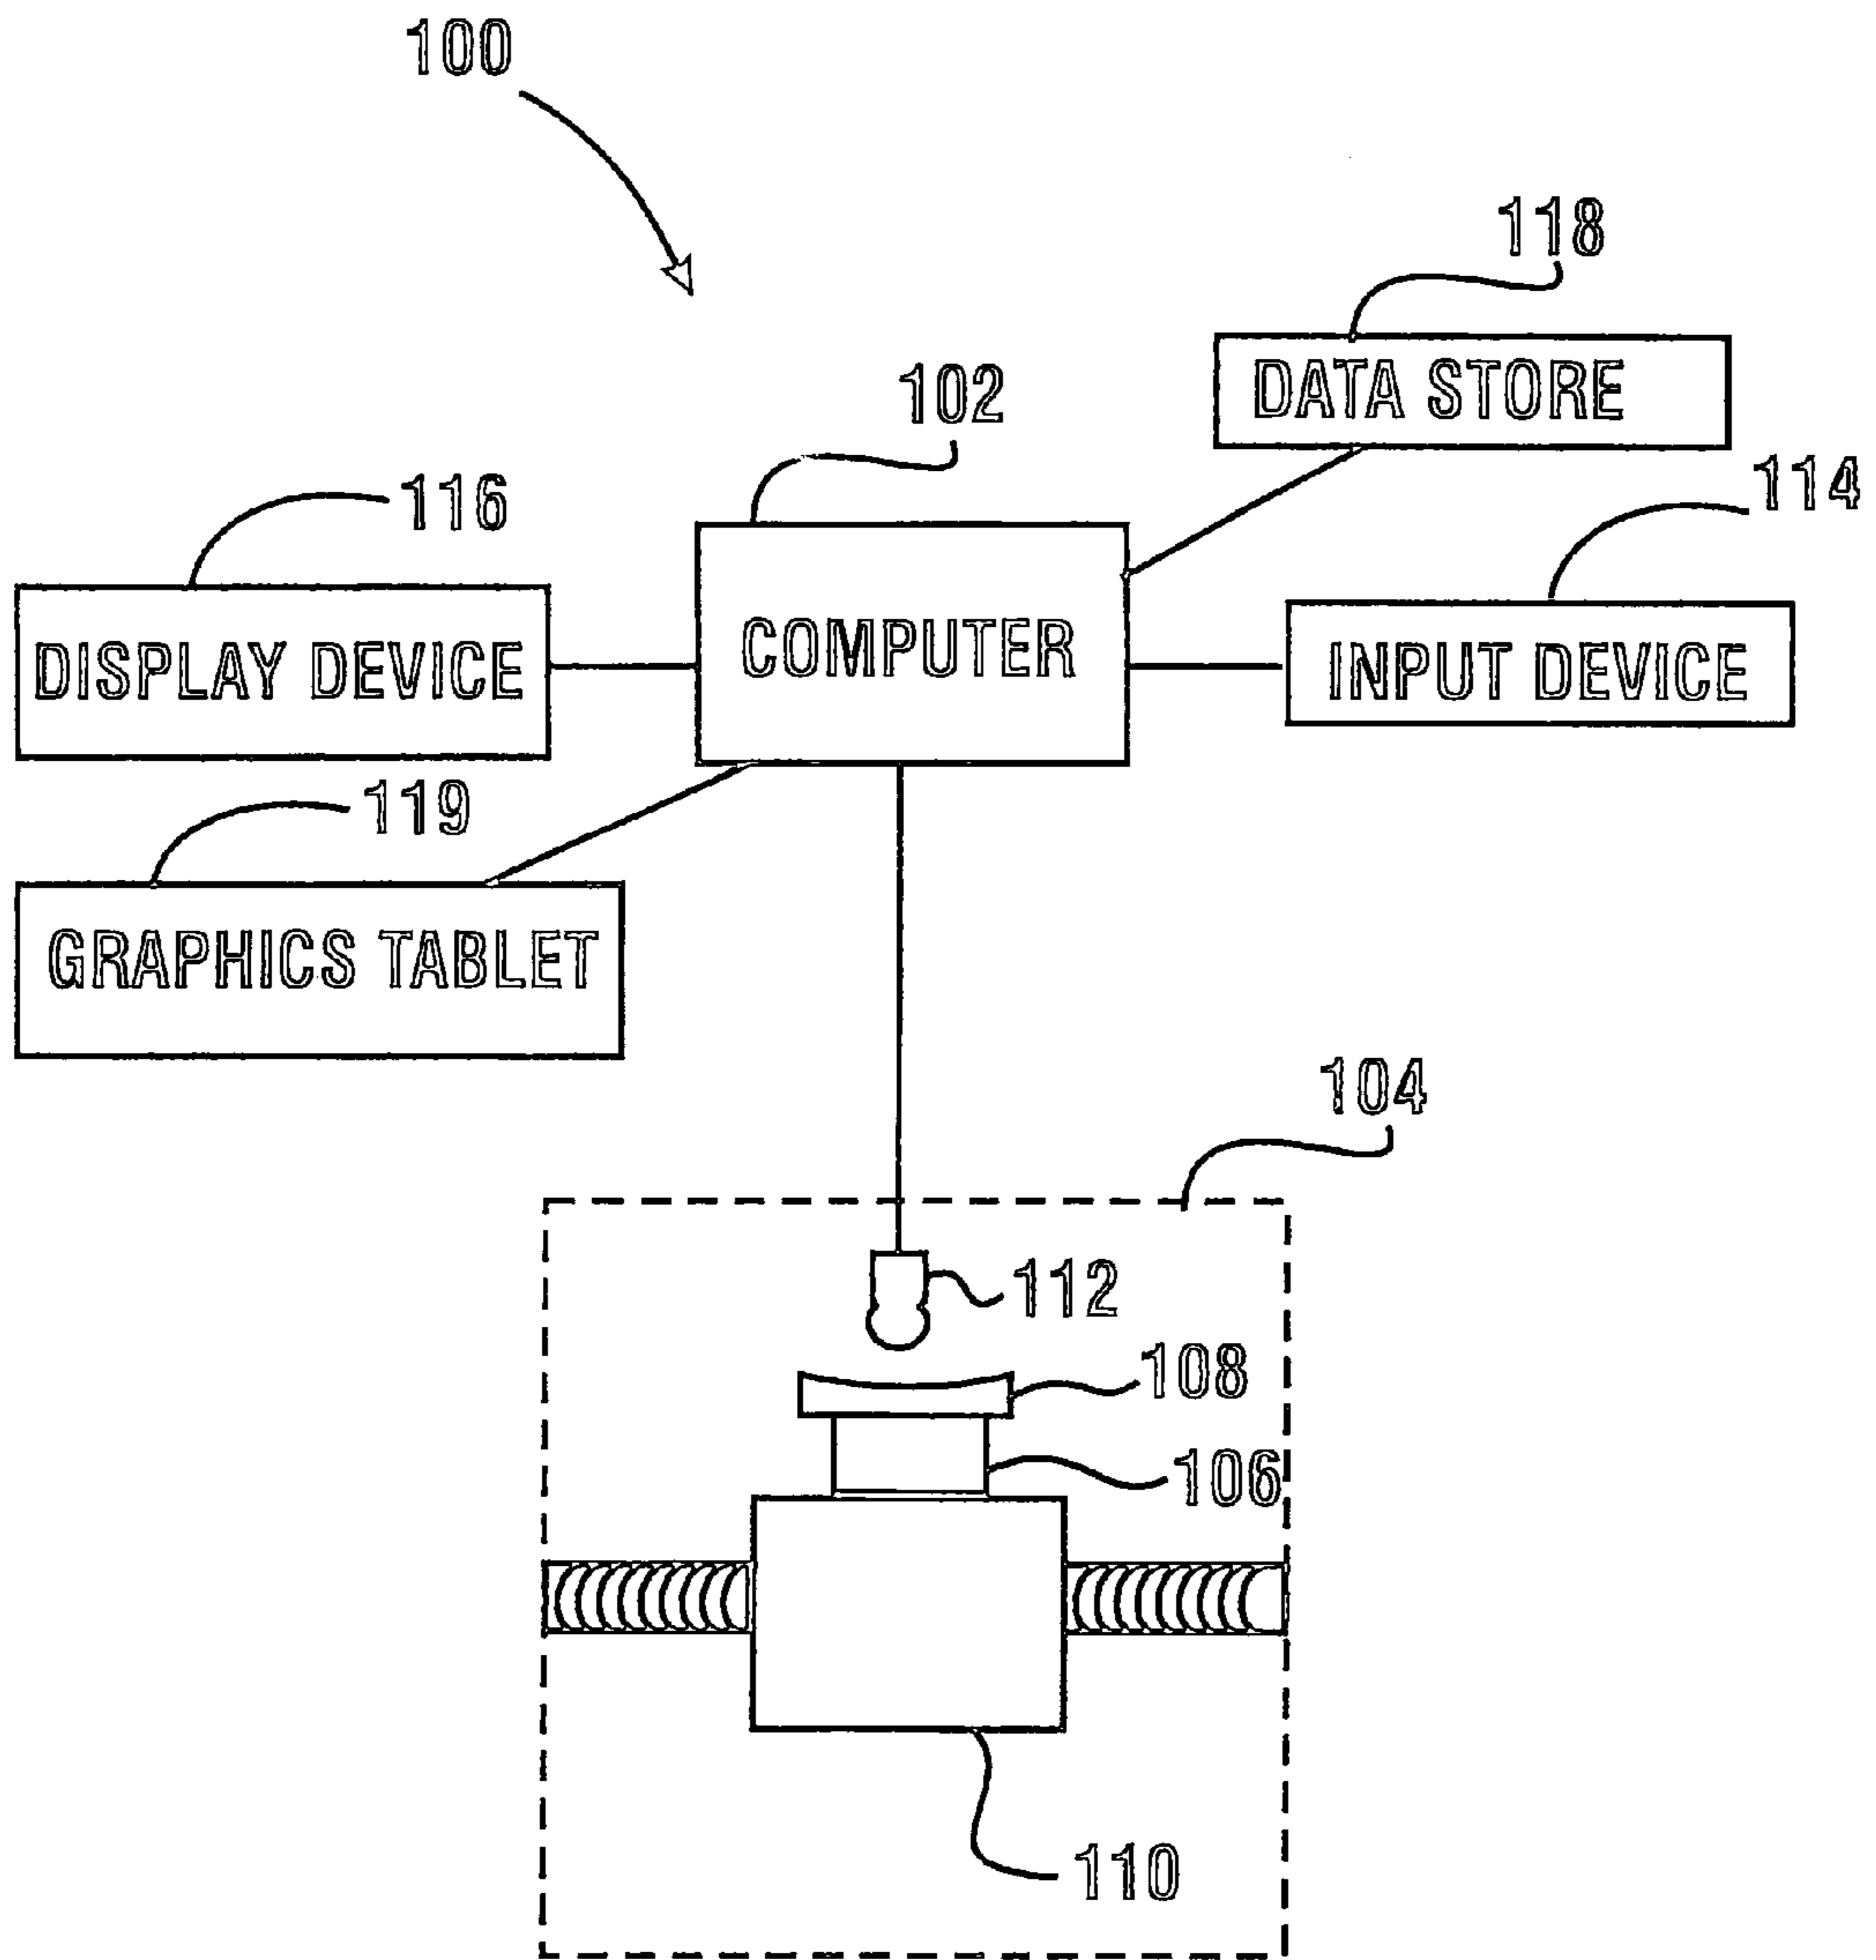 100
118
DATA STORE
102
114
116
COMPUTER
INPUT DEVICE
DISPLAY DEVICE
119
GRAPHICS TABLET
104
112
108
106
110